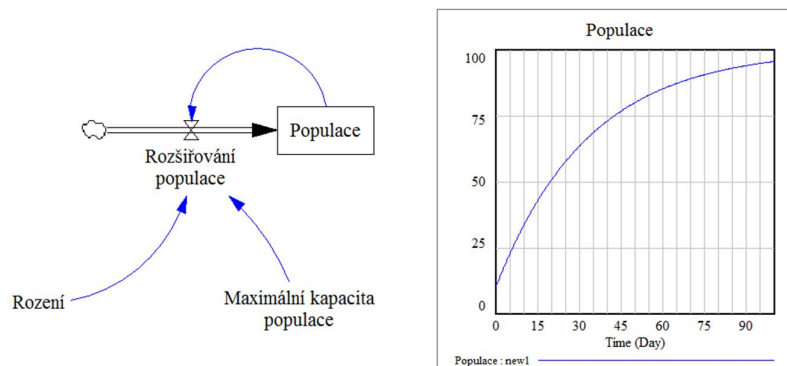 Populace
Rozšiřování
populace
Rození
Maximální kapacita
populace
Populace
100
75
50
25
0
0 15 30 45 60 75 90
Time (Day)
Populace : new1